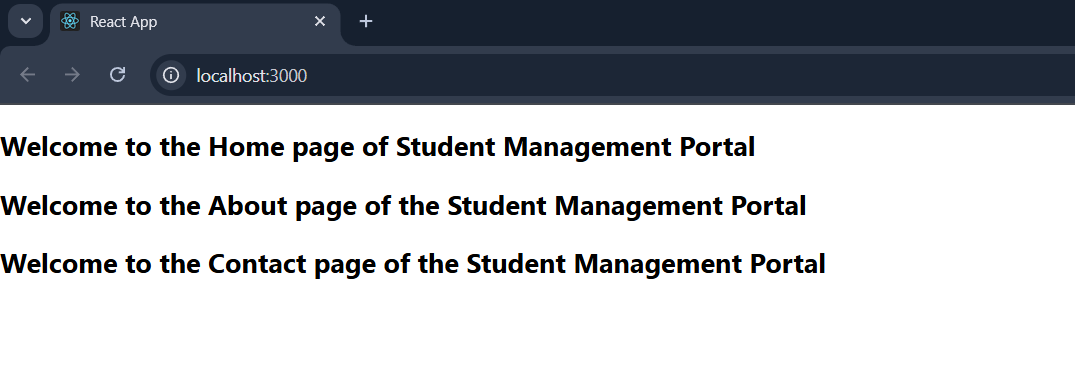 React App
localhost:3000
Welcome to the Home page of Student Management Portal
Welcome to the About page of the Student Management Portal
Welcome to the Contact page of the Student Management Portal